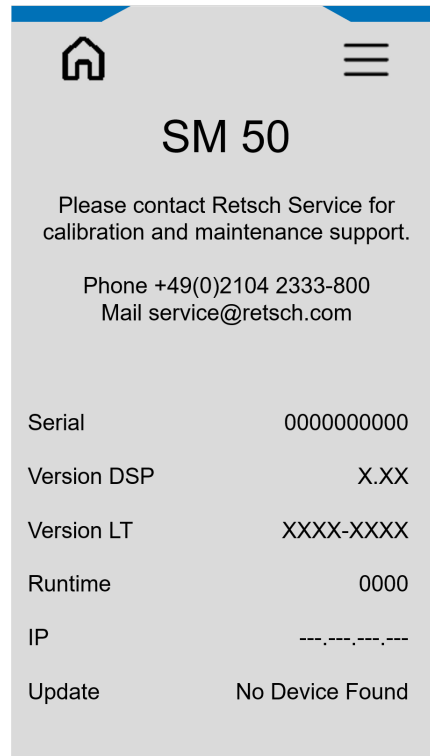 SM 50
Please contact Retsch Service for
calibration and maintenance support.
Phone +49(0)2104 2333-800
Mail service@retsch.com
Serial 0000000000
Version DSP X.XX
Version LT XXXX-XXXX
Runtime 0000
IP ---.---.---.---
Update No Device Found